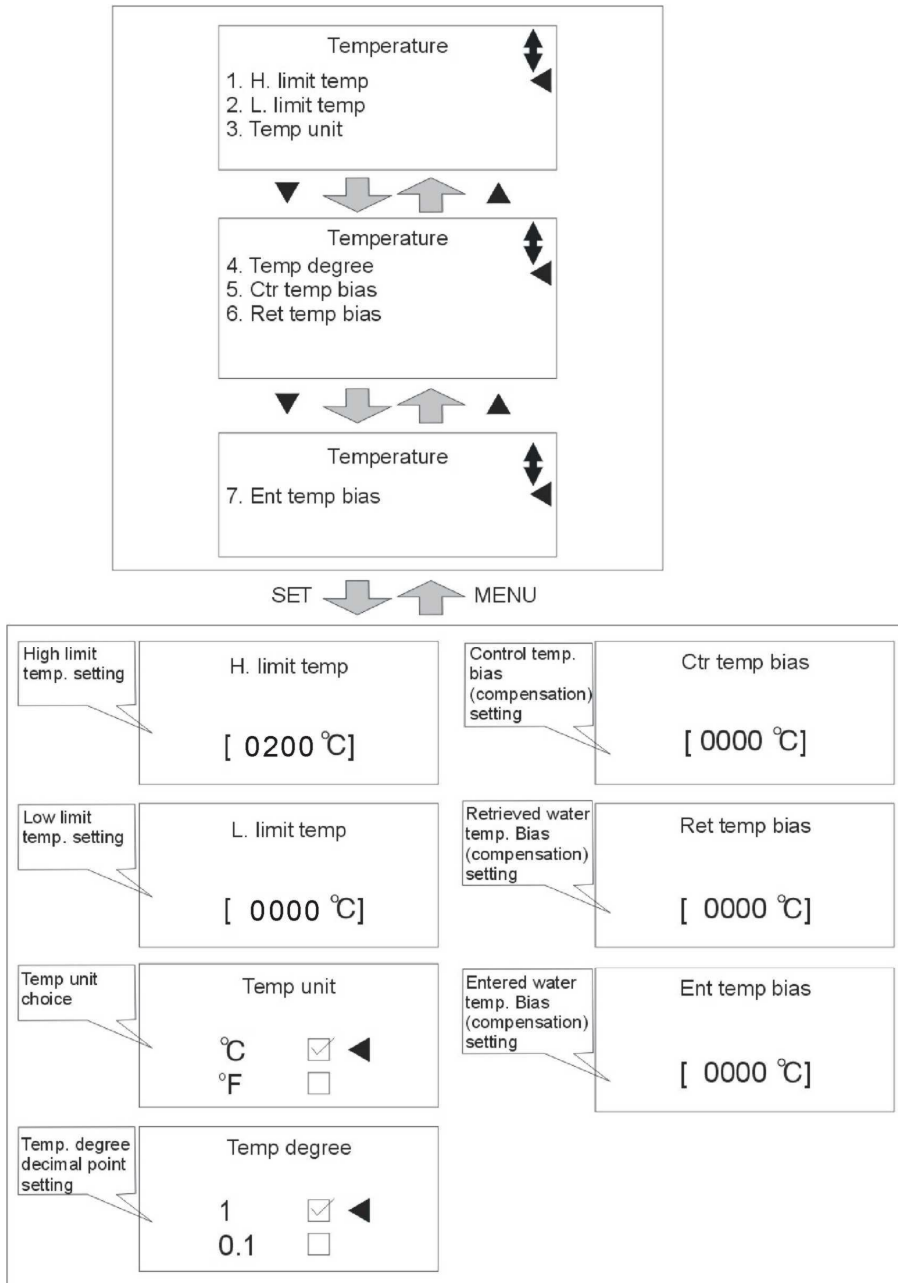 Temperature
1. H. limit temp
2. L. limit temp
3. Temp unit
Temperature
4. Temp degree
5. Ctr temp bias
6. Ret temp bias
Temperature
7. Ent temp bias
SET
MENU
High limit
temp. setting
H. limit temp
[ 0200 ℃]
Low limit
temp. setting
L. limit temp
[ 0000 ℃]
Temp unit
choice
Temp unit
℃
°F
Temp. degree
decimal point
setting
Temp degree
1
0.1
Control temp.
bias
(compensation)
setting
Ctr temp bias
[ 0000 ℃]
Retrieved water
temp. Bias
(compensation)
setting
Ret temp bias
[ 0000 ℃]
Entered water
temp. Bias
(compensation)
setting
Ent temp bias
[ 0000 ℃]